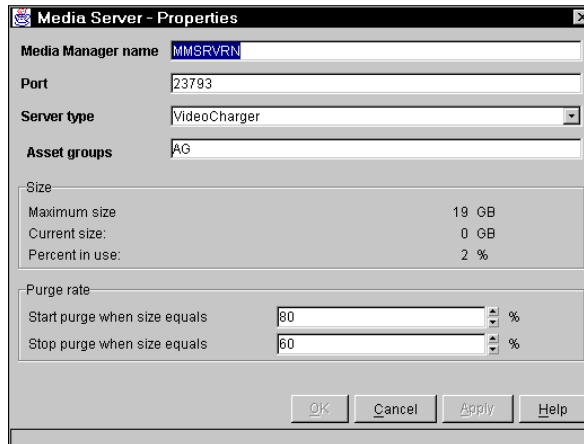 Media Server - Properties
Media Manager name MMSRVRN
Port 23793
Server type VideoCharger
Asset groups AG
Size
Maximum size 19 GB
Current size: 0 GB
Percent in use: 2 %
Purge rate
Start purge when size equals 80 %
Stop purge when size equals 60 %
OK Cancel Apply Help